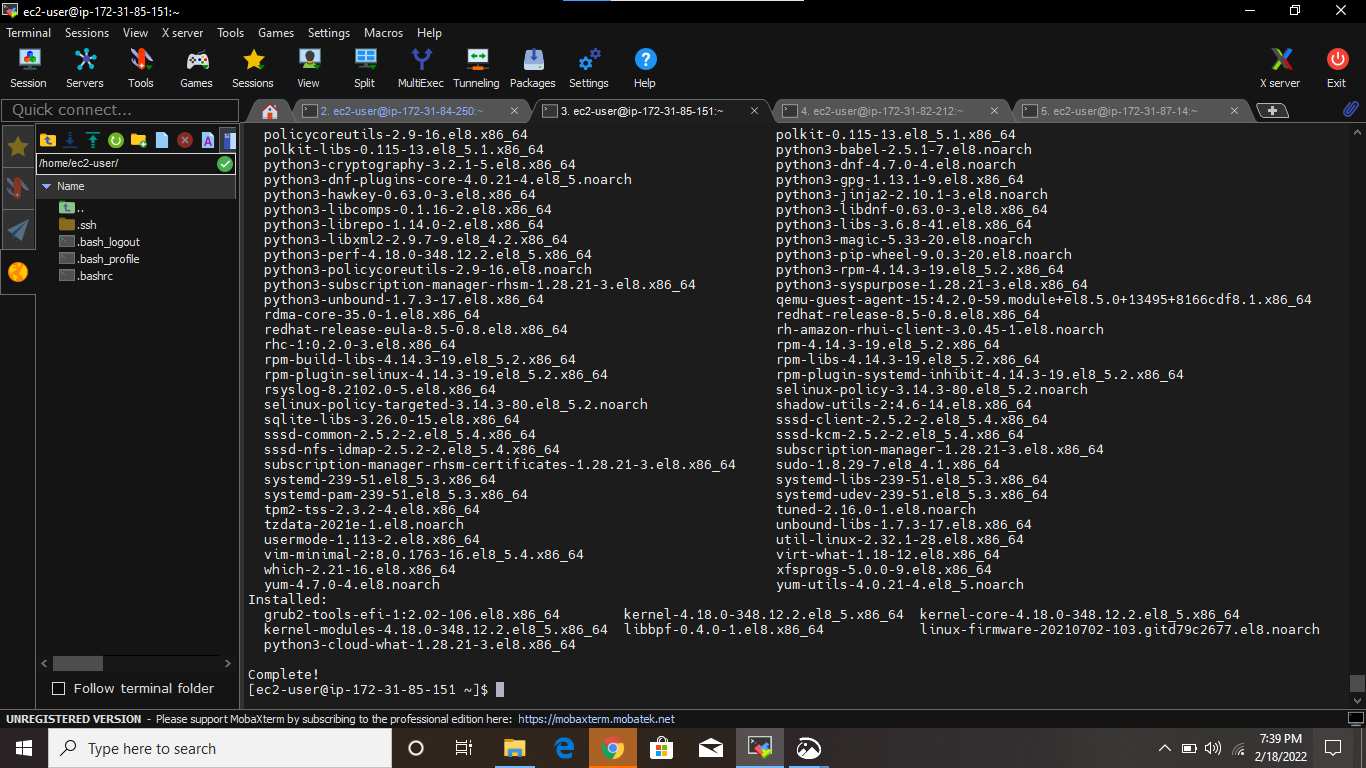 ec2-user@ip-172-31-85-151:~
Terminal Sessions View X server Tools Games Settings Macros Help
Session Servers Tools Games Sessions View Split MultiExec Tunneling Packages Settings Help X server Exit
Quick connect...
2. ec2-user@ip-172-31-84-250:~
3. ec2-user@ip-172-31-85-151:~
4. ec2-user@ip-172-31-82-212:~
5. ec2-user@ip-172-31-87-14:~
/home/ec2-user/
Name
..
.ssh
.bash_logout
.bash_profile
.bashrc
Follow terminal folder
policycoreutils-2.9-16.el8.x86_64 polkit-0.115-13.el8_5.1.x86_64
polkit-libs-0.115-13.el8_5.1.x86_64 python3-babel-2.5.1-7.el8.noarch
python3-cryptography-3.2.1-5.el8.x86_64 python3-dnf-4.7.0-4.el8.noarch
python3-dnf-plugins-core-4.0.21-4.el8_5.noarch python3-gpg-1.13.1-9.el8.x86_64
python3-hawkey-0.63.0-3.el8.x86_64 python3-jinja2-2.10.1-3.el8.noarch
python3-libcomps-0.1.16-2.el8.x86_64 python3-libdnf-0.63.0-3.el8.x86_64
python3-librepo-1.14.0-2.el8.x86_64 python3-libs-3.6.8-41.el8.x86_64
python3-libxml2-2.9.7-9.el8_4.2.x86_64 python3-magic-5.33-20.el8.noarch
python3-perf-4.18.0-348.12.2.el8_5.x86_64 python3-pip-wheel-9.0.3-20.el8.noarch
python3-policycoreutils-2.9-16.el8.noarch python3-rpm-4.14.3-19.el8_5.2.x86_64
python3-subscription-manager-rhsm-1.28.21-3.el8.x86_64 python3-syspurpose-1.28.21-3.el8.x86_64
python3-unbound-1.7.3-17.el8.x86_64 qemu-guest-agent-15:4.2.0-59.module+el8.5.0+13495+8166cdf8.1.x86_64
rdma-core-35.0-1.el8.x86_64 redhat-release-8.5-0.8.el8.x86_64
redhat-release-eula-8.5-0.8.el8.x86_64 rh-amazon-rhui-client-3.0.45-1.el8.noarch
rhc-1:0.2.0-3.el8.x86_64 rpm-4.14.3-19.el8_5.2.x86_64
rpm-build-libs-4.14.3-19.el8_5.2.x86_64 rpm-libs-4.14.3-19.el8_5.2.x86_64
rpm-plugin-selinux-4.14.3-19.el8_5.2.x86_64 rpm-plugin-systemd-inhibit-4.14.3-19.el8_5.2.x86_64
rsyslog-8.2102.0-5.el8.x86_64 selinux-policy-3.14.3-80.el8_5.2.noarch
selinux-policy-targeted-3.14.3-80.el8_5.2.noarch shadow-utils-2:4.6-14.el8.x86_64
sqlite-libs-3.26.0-15.el8.x86_64 sssd-client-2.5.2-2.el8_5.4.x86_64
sssd-common-2.5.2-2.el8_5.4.x86_64 sssd-kcm-2.5.2-2.el8_5.4.x86_64
sssd-nfs-idmap-2.5.2-2.el8_5.4.x86_64 subscription-manager-1.28.21-3.el8.x86_64
subscription-manager-rhsm-certificates-1.28.21-3.el8.x86_64 sudo-1.8.29-7.el8_4.1.x86_64
systemd-239-51.el8_5.3.x86_64 systemd-libs-239-51.el8_5.3.x86_64
systemd-pam-239-51.el8_5.3.x86_64 systemd-udev-239-51.el8_5.3.x86_64
tpm2-tss-2.3.2-4.el8.x86_64 tuned-2.16.0-1.el8.noarch
tzdata-2021e-1.el8.noarch unbound-libs-1.7.3-17.el8.x86_64
usermode-1.113-2.el8.x86_64 util-linux-2.32.1-28.el8.x86_64
vim-minimal-2:8.0.1763-16.el8_5.4.x86_64 virt-what-1.18-12.el8.x86_64
which-2.21-16.el8.x86_64 xfsprogs-5.0.0-9.el8.x86_64
yum-4.7.0-4.el8.noarch yum-utils-4.0.21-4.el8_5.noarch
Installed:
grub2-tools-efi-1:2.02-106.el8.x86_64 kernel-4.18.0-348.12.2.el8_5.x86_64 kernel-core-4.18.0-348.12.2.el8_5.x86_64
kernel-modules-4.18.0-348.12.2.el8_5.x86_64 libbpf-0.4.0-1.el8.x86_64 linux-firmware-20210702-103.gitd79c2677.el8.noarch
python3-cloud-what-1.28.21-3.el8.x86_64
Complete!
[ec2-user@ip-172-31-85-151 ~]$
UNREGISTERED VERSION - Please support MobaXterm by subscribing to the professional edition here: https://mobaxterm.mobatek.net
Type here to search
7:39 PM
2/18/2022